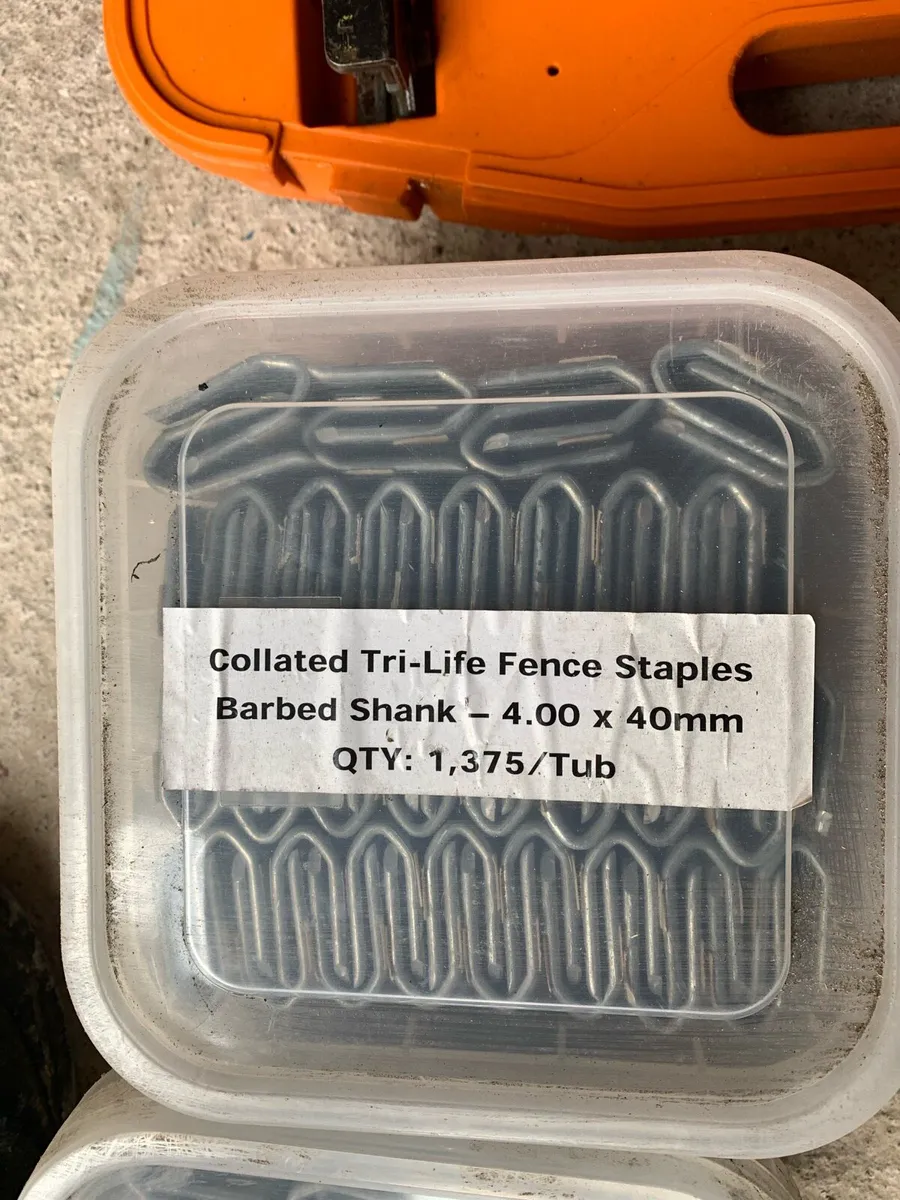 Collated Tri-Life Fence Staples
Barbed Shank – 4.00 x 40mm
QTY: 1,375/Tub